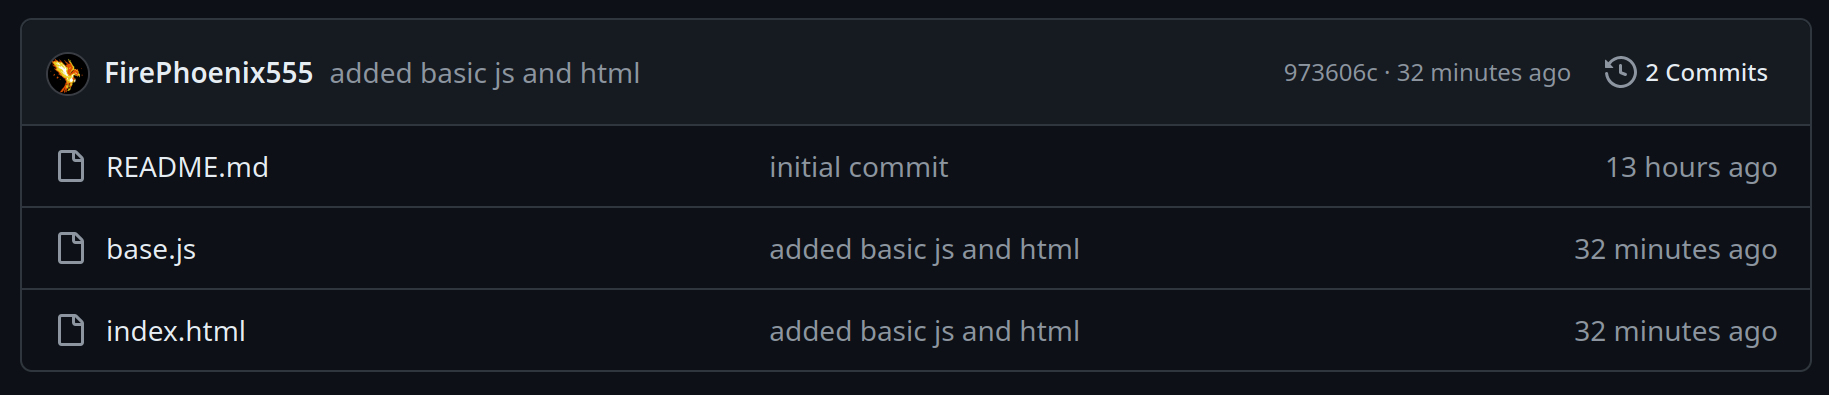 FirePhoenix555 added basic js and html 973606c · 32 minutes ago 2 Commits
README.md initial commit 13 hours ago
base.js added basic js and html 32 minutes ago
index.html added basic js and html 32 minutes ago